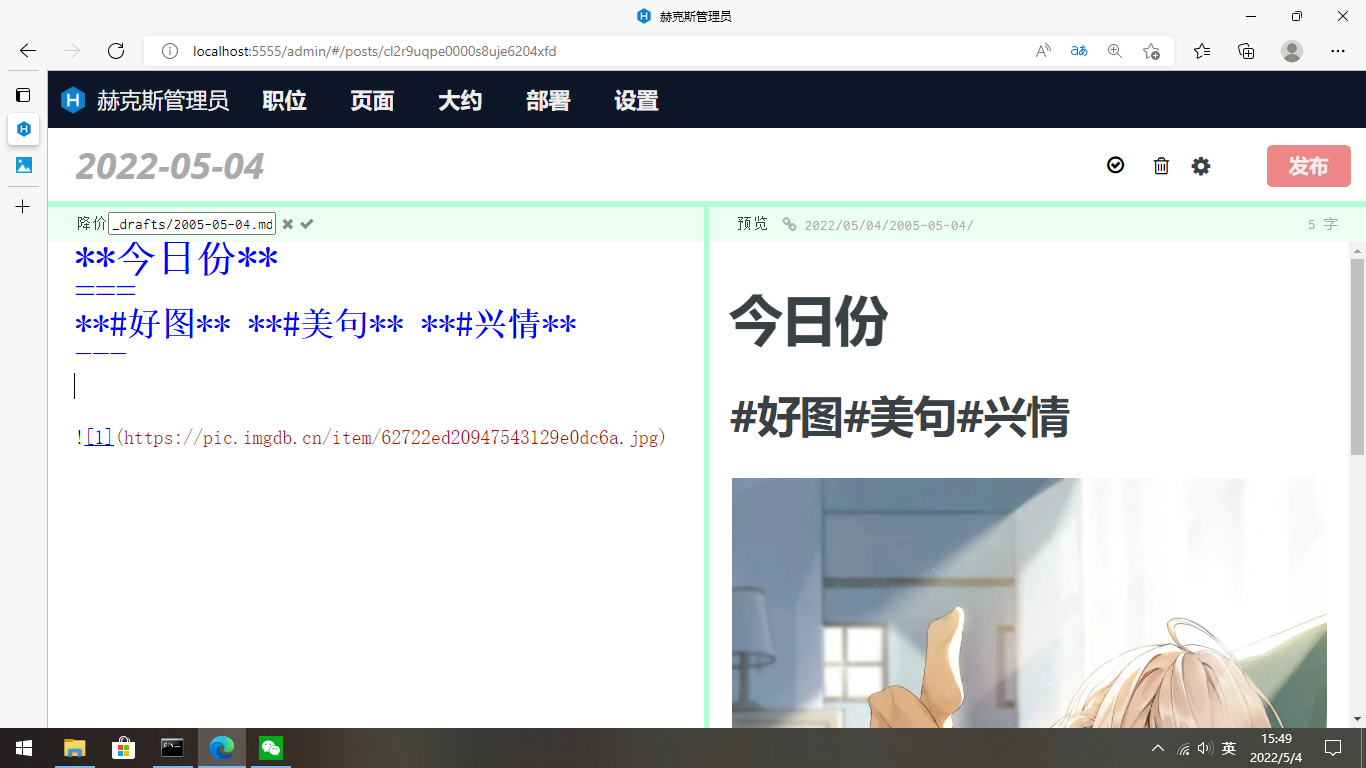 赫克斯管理员
localhost:5555/admin/#/posts/cl2r9uqpe0000s8uje6204xfd
赫克斯管理员 职位 页面 大约 部署 设置
2022-05-04
发布
降价 _drafts/2005-05-04.md
预览 2022/05/04/2005-05-04/ 5 字
**今日份**
===
**#好图** **#美句** **#兴情**
---
![1](https://pic.imgdb.cn/item/62722ed20947543129e0dc6a.jpg)
今日份
#好图#美句#兴情
英
15:49
2022/5/4